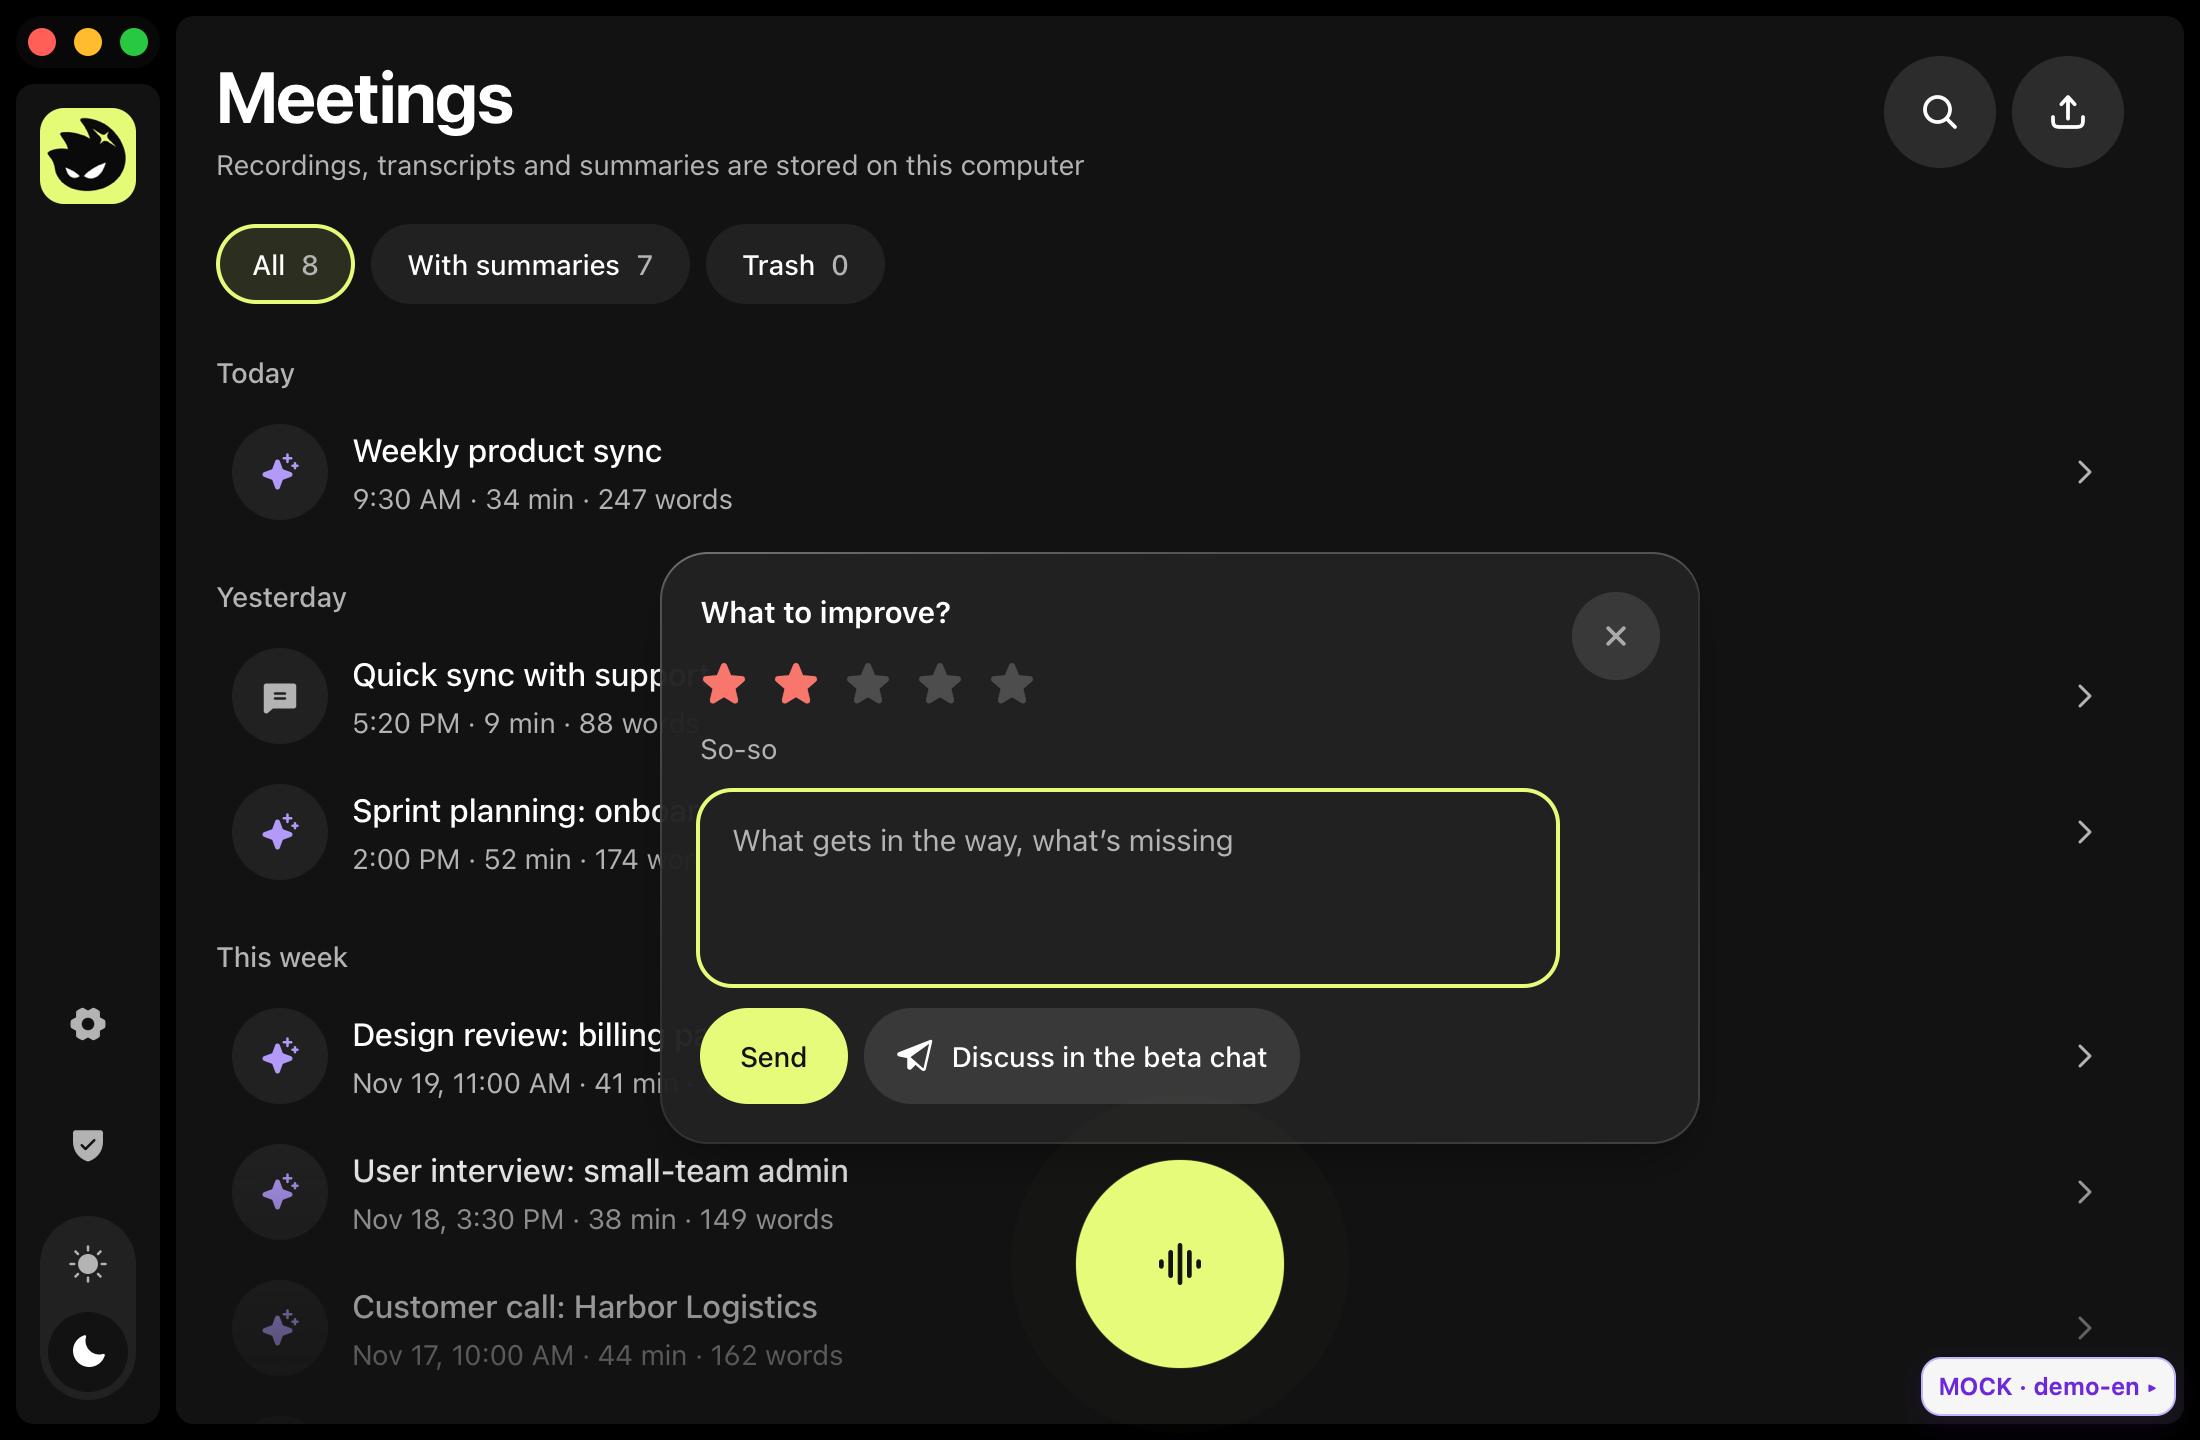 Meetings
Recordings, transcripts and summaries are stored on this computer
All 8
With summaries 7
Trash 0
Today
Weekly product sync
9:30 AM · 34 min · 247 words
Yesterday
Quick sync with support
5:20 PM · 9 min · 88 words
Sprint planning:
2:00 PM · 52 min · 174
This week
Design review: billing
Nov 19, 11:00 AM · 41 min ·
User interview: small-team admin
Nov 18, 3:30 PM · 38 min · 149 words
Customer call: Harbor Logistics
Nov 17, 10:00 AM · 44 min · 162 words
What to improve?
So-so
What gets in the way, what’s missing
Send
Discuss in the beta chat
MOCK · demo-en ▸